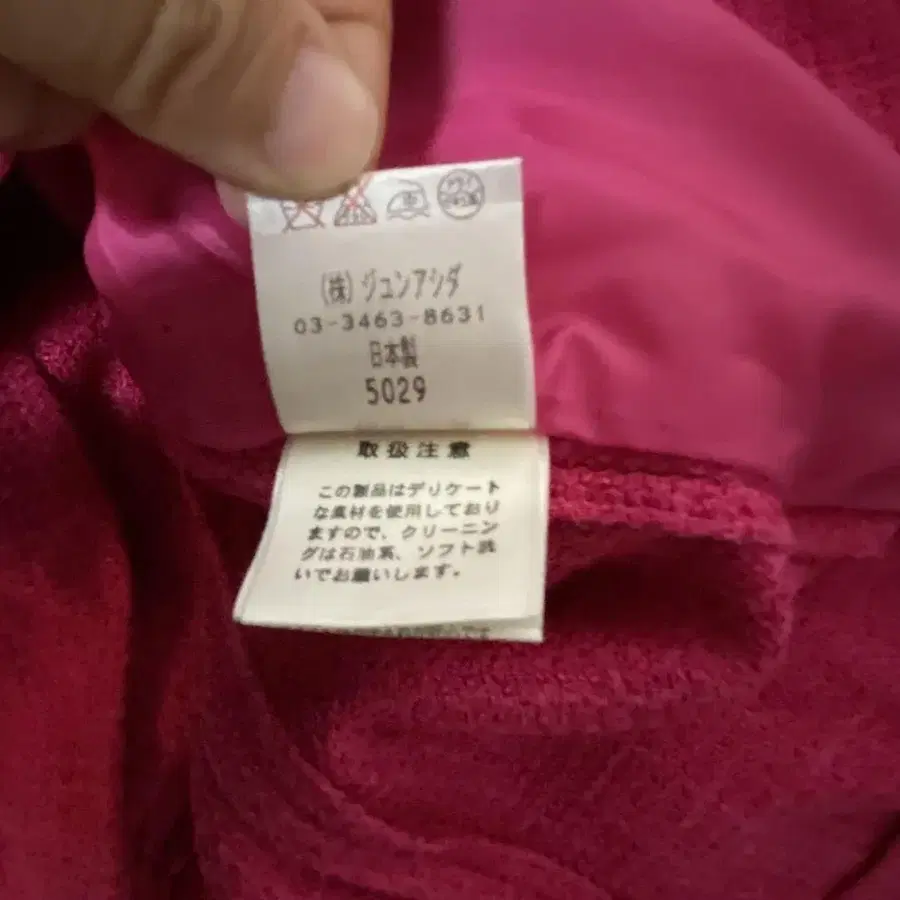 中
(株)ジュンアシダ
03-3463-8631
日本製
5029
取扱注意
この製品はデリケート
な素材を使用しており
ますので、クリーニン
グは石油系、ソフト洗
いでお願いします。